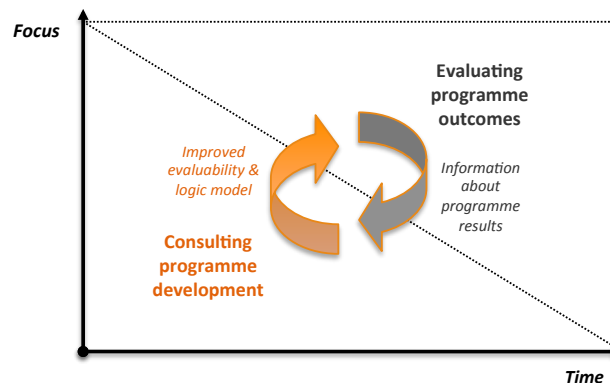 Focus
Evaluating
programme
outcomes
Improved
evaluability &
logic model
Information
about
programme
results
Consulting
programme
development
Time